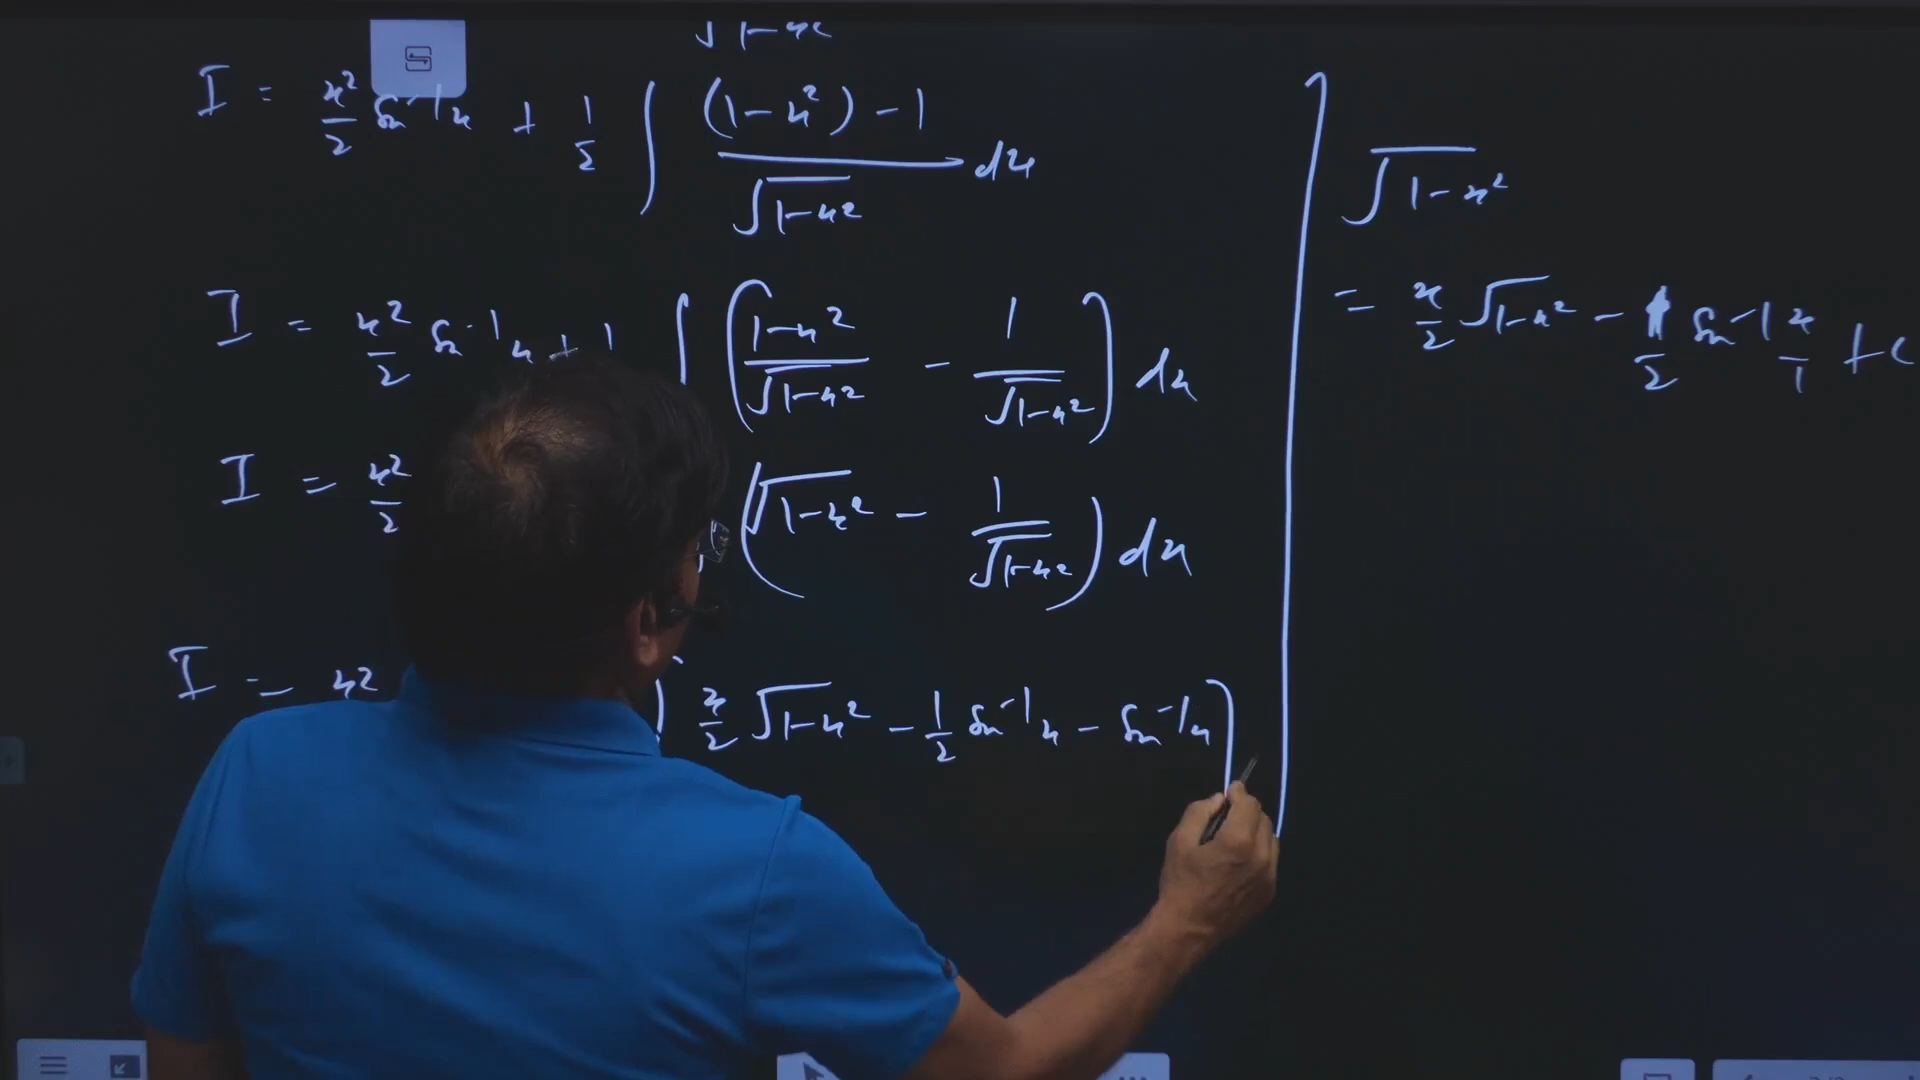 √1-x
I = x²/2 sin⁻¹x + 1/2 ∫ (1-x²)-1 / √1-x² dx
I = x²/2 sin⁻¹x + 1 ∫ (1-x²/√1-x² - 1/√1-x²) dx
I = x²/2 (√1-x² - 1/√1-x²) dx
I = x² x/2 √1-x² - 1/2 sin⁻¹x - sin⁻¹x]
√1-x²
= x/2 √1-x² - 1/2 sin⁻¹ x/1 + c